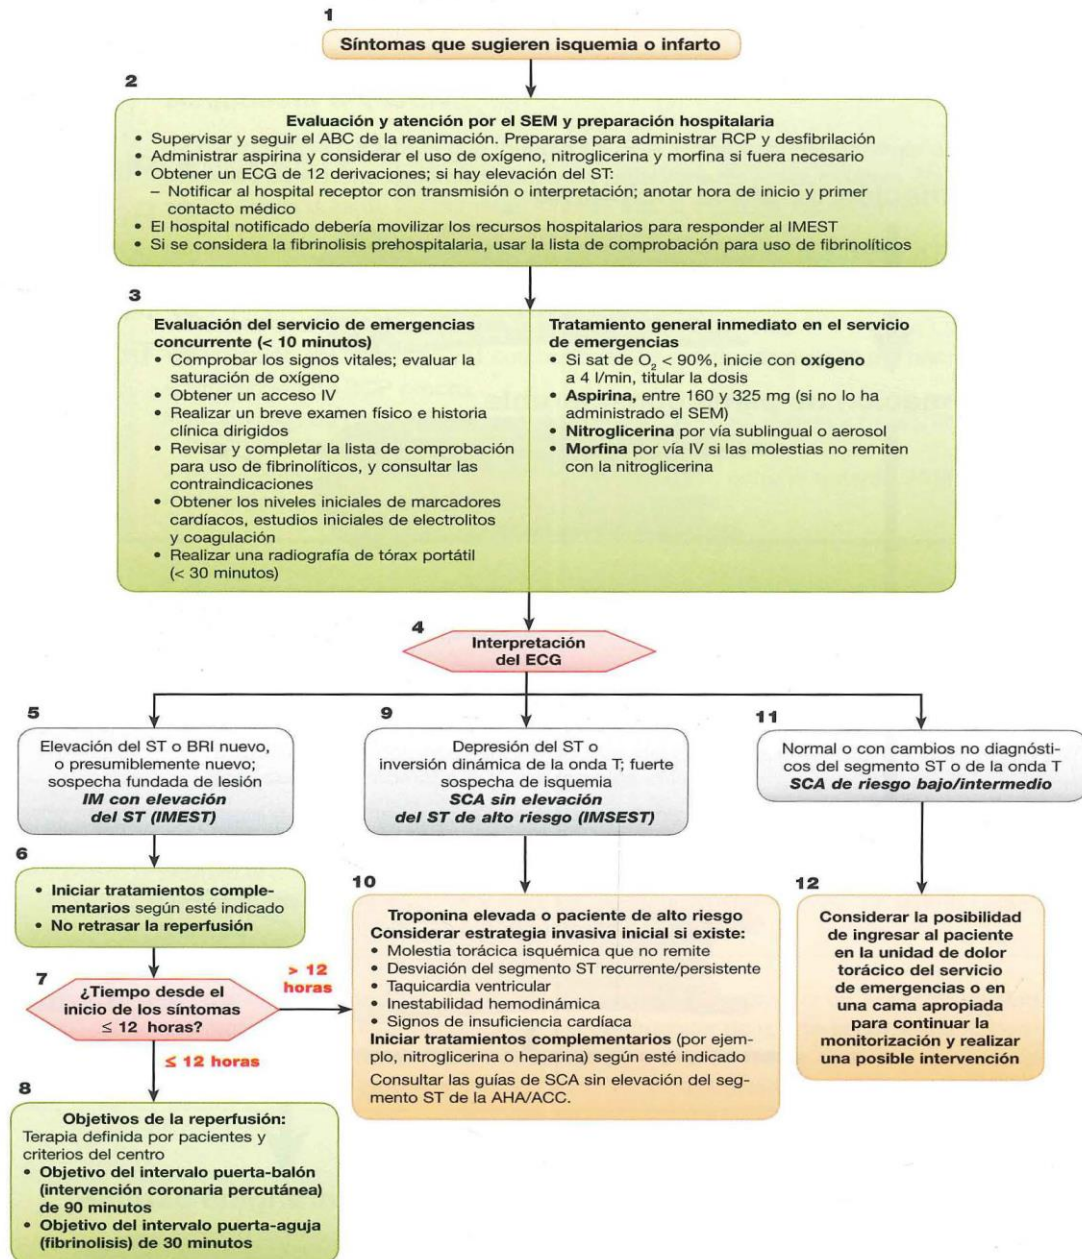 1
Síntomas que sugieren isquemia o infarto
2
Evaluación y atención por el SEM y preparación hospitalaria
• Supervisar y seguir el ABC de la reanimación. Prepararse para administrar RCP y desfibrilación
• Administrar aspirina y considerar el uso de oxígeno, nitroglicerina y morfina si fuera necesario
• Obtener un ECG de 12 derivaciones; si hay elevación del ST:
– Notificar al hospital receptor con transmisión o interpretación; anotar hora de inicio y primer
contacto médico
• El hospital notificado debería movilizar los recursos hospitalarios para responder al IMEST
• Si se considera la fibrinolisis prehospitalaria, usar la lista de comprobación para uso de fibrinolíticos
3
Evaluación del servicio de emergencias
concurrente (< 10 minutos)
• Comprobar los signos vitales; evaluar la
saturación de oxígeno
• Obtener un acceso IV
• Realizar un breve examen físico e historia
clínica dirigidos
• Revisar y completar la lista de comprobación
para uso de fibrinolíticos, y consultar las
contraindicaciones
• Obtener los niveles iniciales de marcadores
cardíacos, estudios iniciales de electrolitos
y coagulación
• Realizar una radiografía de tórax portátil
(< 30 minutos)
Tratamiento general inmediato en el servicio
de emergencias
• Si sat de O2 < 90%, inicie con oxígeno
a 4 l/min, titular la dosis
• Aspirina, entre 160 y 325 mg (si no lo ha
administrado el SEM)
• Nitroglicerina por vía sublingual o aerosol
• Morfina por vía IV si las molestias no remiten
con la nitroglicerina
4
Interpretación
del ECG
5
Elevación del ST o BRI nuevo,
o presumiblemente nuevo;
sospecha fundada de lesión
IM con elevación
del ST (IMEST)
6
• Iniciar tratamientos comple-
mentarios según esté indicado
• No retrasar la reperfusión
7
¿Tiempo desde el
inicio de los síntomas
≤ 12 horas?
> 12
horas
≤ 12 horas
8
Objetivos de la reperfusión:
Terapia definida por pacientes y
criterios del centro
• Objetivo del intervalo puerta-balón
(intervención coronaria percutánea)
de 90 minutos
• Objetivo del intervalo puerta-aguja
(fibrinolisis) de 30 minutos
9
Depresión del ST o
inversión dinámica de la onda T; fuerte
sospecha de isquemia
SCA sin elevación
del ST de alto riesgo (IMSEST)
10
Troponina elevada o paciente de alto riesgo
Considerar estrategia invasiva inicial si existe:
• Molestia torácica isquémica que no remite
• Desviación del segmento ST recurrente/persistente
• Taquicardia ventricular
• Inestabilidad hemodinámica
• Signos de insuficiencia cardíaca
Iniciar tratamientos complementarios (por ejem-
plo, nitroglicerina o heparina) según esté indicado
Consultar las guías de SCA sin elevación del seg-
mento ST de la AHA/ACC.
11
Normal o con cambios no diagnósti-
cos del segmento ST o de la onda T
SCA de riesgo bajo/intermedio
12
Considerar la posibilidad
de ingresar al paciente
en la unidad de dolor
torácico del servicio
de emergencias o en
una cama apropiada
para continuar la
monitorización y realizar
una posible intervención